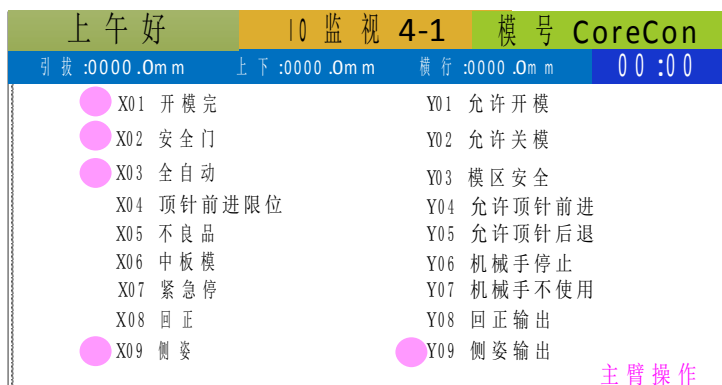 上午好 IO监视 4-1 模号 CoreCon
引拔:0000.0mm 上下:0000.0mm 横行:0000.0mm 00:00
X01 开模完 Y01 允许开模
X02 安全门 Y02 允许关模
X03 全自动 Y03 模区安全
X04 顶针前进限位 Y04 允许顶针前进
X05 不良品 Y05 允许顶针后退
X06 中板模 Y06 机械手停止
X07 紧急停 Y07 机械手不使用
X08 回正 Y08 回正输出
X09 侧姿 Y09 侧姿输出
主臂操作